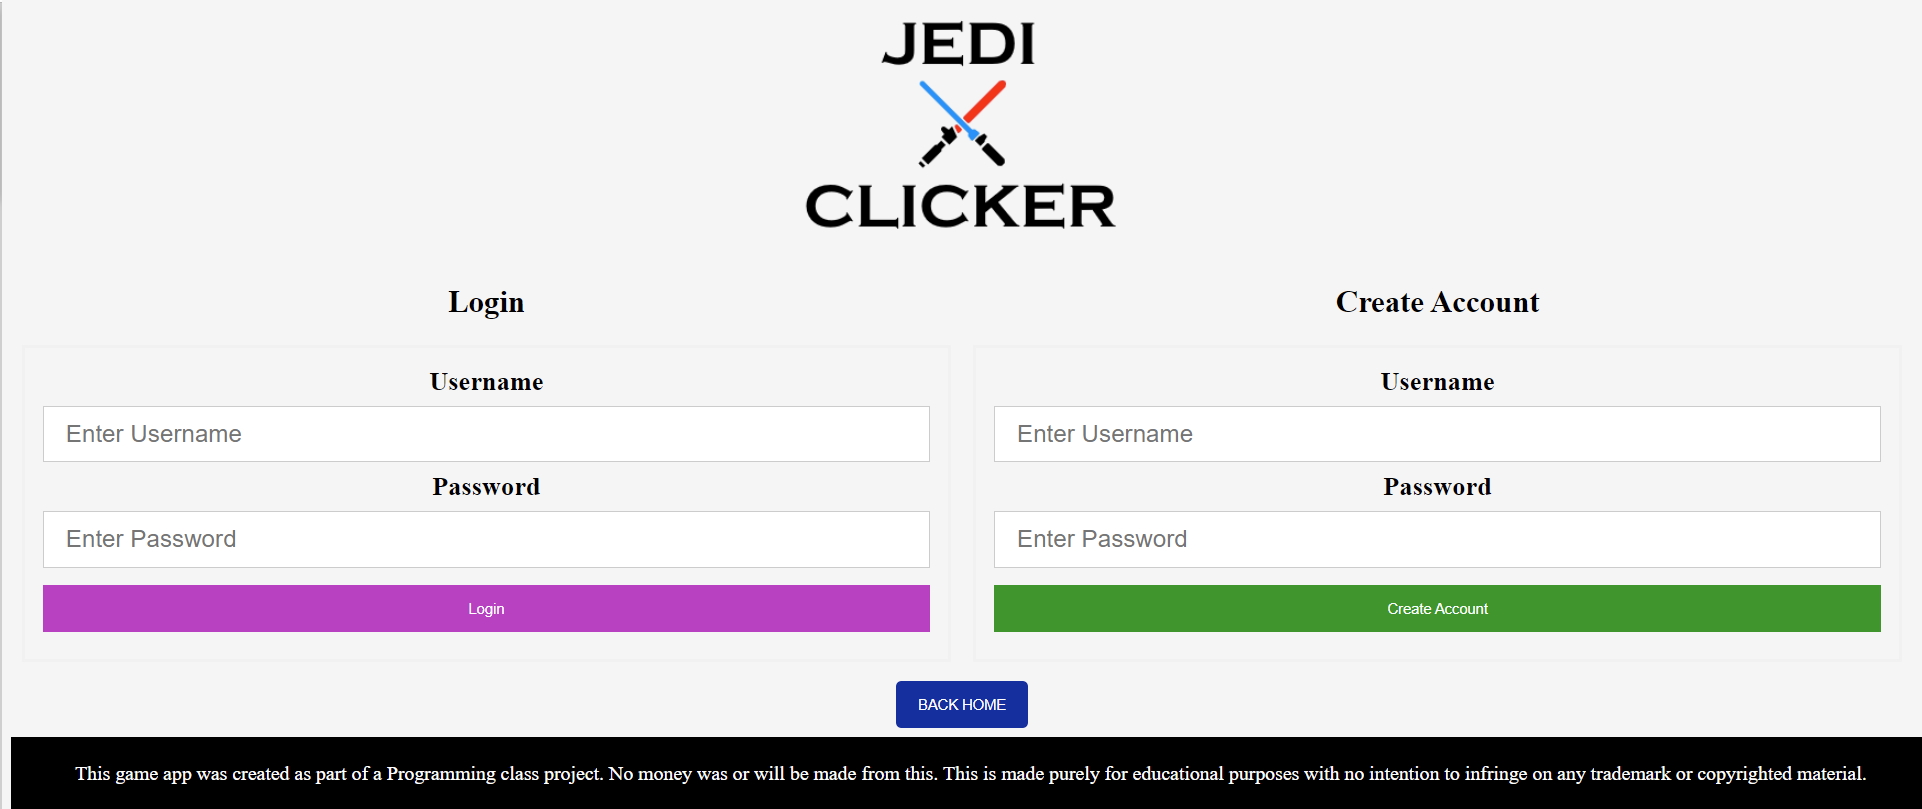 JEDI
CLICKER
Login
Username
Enter Username
Password
Enter Password
Login
Create Account
Username
Enter Username
Password
Enter Password
Create Account
BACK HOME
This game app was created as part of a Programming class project. No money was or will be made from this. This is made purely for educational purposes with no intention to infringe on any trademark or copyrighted material.